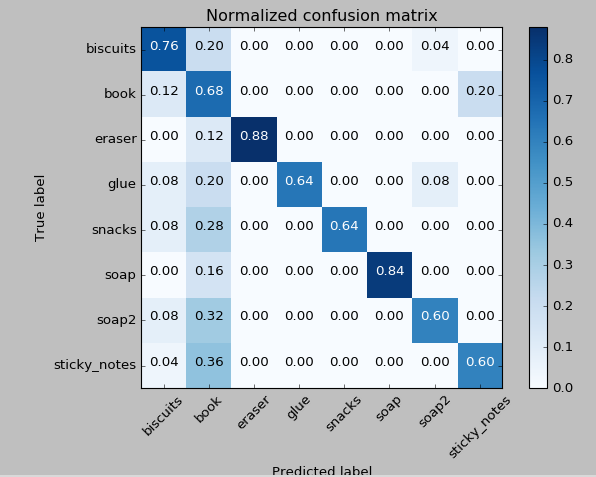 Normalized confusion matrix
biscuits 0.76 0.20 0.00 0.00 0.00 0.00 0.04 0.00
book 0.12 0.68 0.00 0.00 0.00 0.00 0.00 0.20
eraser 0.00 0.12 0.88 0.00 0.00 0.00 0.00 0.00
glue 0.08 0.20 0.00 0.64 0.00 0.00 0.08 0.00
snacks 0.08 0.28 0.00 0.00 0.64 0.00 0.00 0.00
soap 0.00 0.16 0.00 0.00 0.00 0.84 0.00 0.00
soap2 0.08 0.32 0.00 0.00 0.00 0.00 0.60 0.00
sticky_notes 0.04 0.36 0.00 0.00 0.00 0.00 0.00 0.60
biscuits book eraser glue snacks soap soap2 sticky_notes
True label
Predicted label
0.8
0.7
0.6
0.5
0.4
0.3
0.2
0.1
0.0